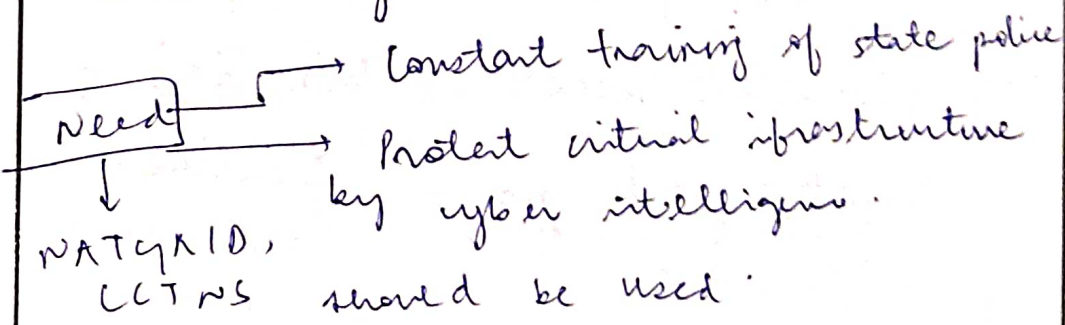 Constant training of state police
Need
Protect critical infrastructure
by cyber intelligence.
NATGRID,
CCTNS should be used.